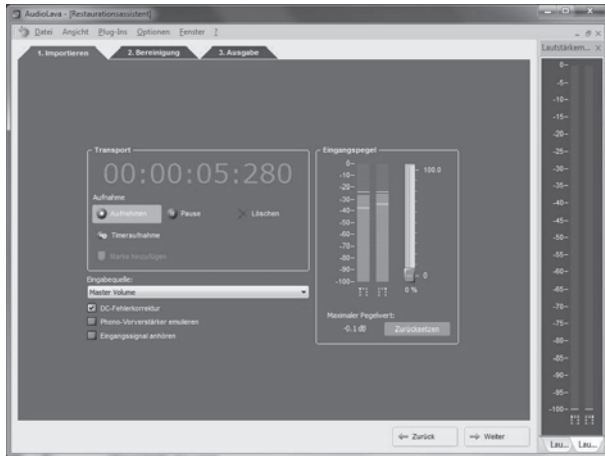 AudioLava - [Restaurationsassistent]
Datei Angicht Plug-Ins Optionen Fenster ?
1. Importieren 2. Bereinigung 3. Ausgabe
Lautstärkem... ×
Transport
00:00:05:280
Aufnahme
Aufnehmen Pause Löschen
Timeraufnahme
Marke hinzufügen
Eingabequelle:
Master Volume
DC-Fehlerkorrektur
Phono-Vorverstärker emulieren
Eingangssignal anhören
Eingangspegel
0-
-10-
-20-
-30-
-40-
-50-
-60-
-70-
-80-
-90-
-100-
100.0
0
0 %
Maximaler Pegelwert:
-0.1 dB Zurücksetzen
0-
-5-
-10-
-15-
-20-
-25-
-30-
-35-
-40-
-45-
-50-
-55-
-60-
-65-
-70-
-75-
-80-
-85-
-90-
-95-
-100-
Zurück Weiter
Lau... Lau...